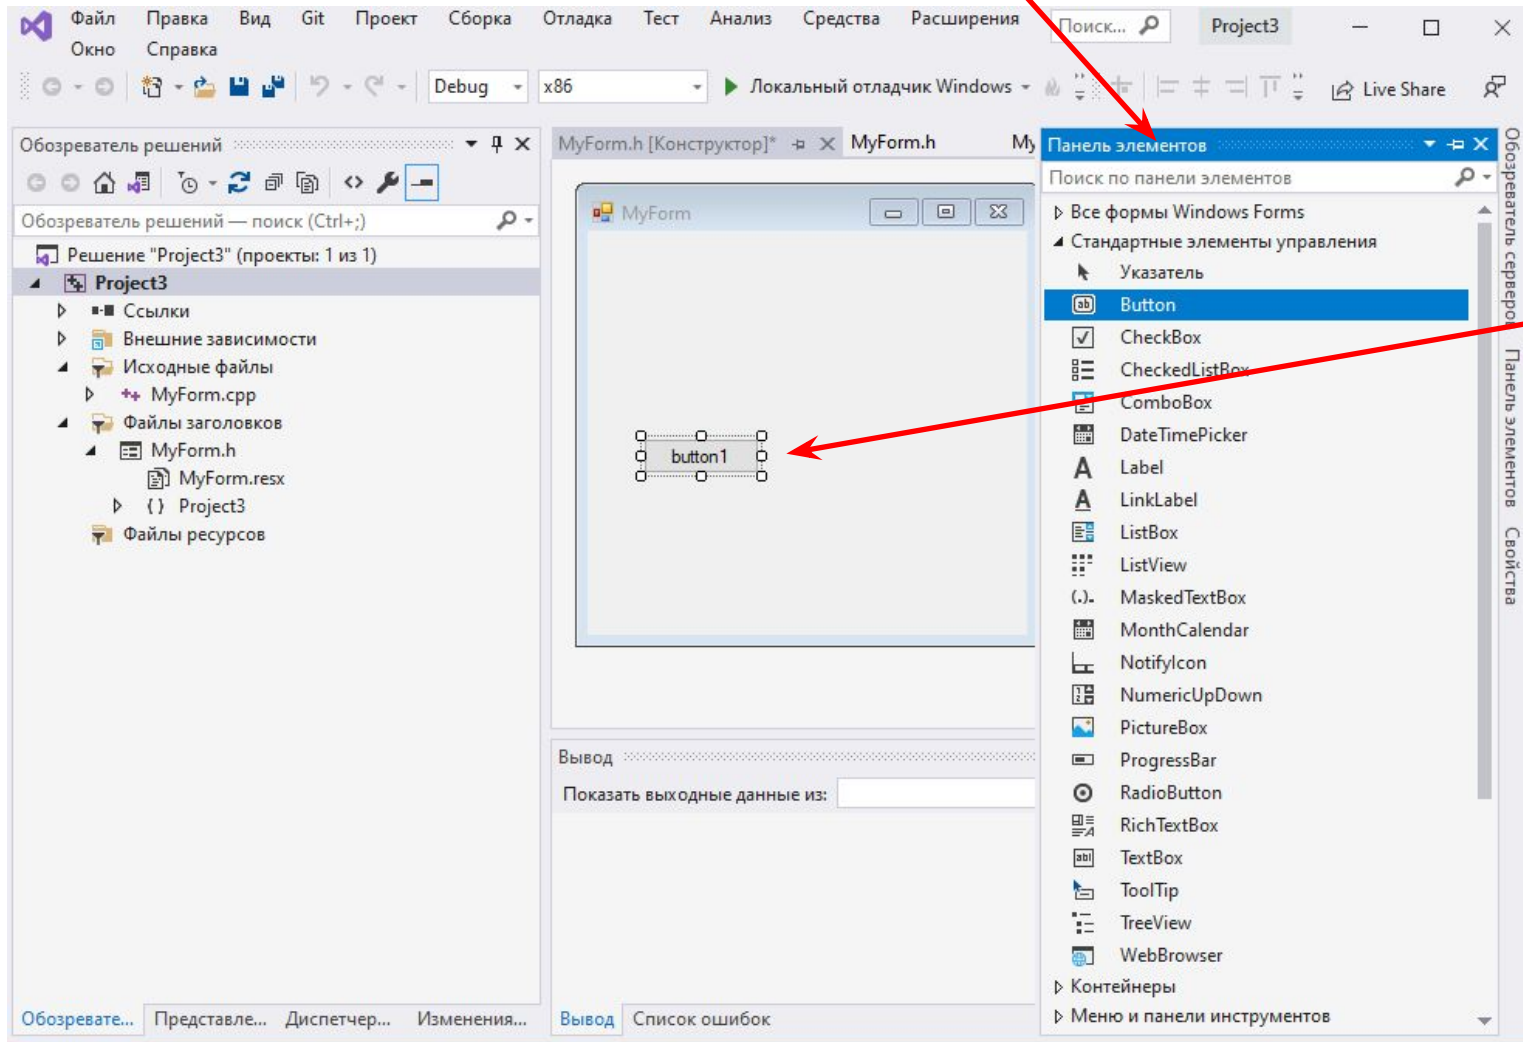 Файл Правка Вид Git Проект Сборка Отладка Тест Анализ Средства Расширения Поиск... Project3
Окно Справка
Debug x86 Локальный отладчик Windows Live Share
Обозреватель решений
Обозреватель решений — поиск (Ctrl+;)
Решение "Project3" (проекты: 1 из 1)
Project3
Ссылки
Внешние зависимости
Исходные файлы
MyForm.cpp
Файлы заголовков
MyForm.h
MyForm.resx
Project3
Файлы ресурсов
Обозревате... Представле... Диспетчер... Изменения...
MyForm.h [Конструктор]* MyForm.h My
MyForm
button1
Вывод
Показать выходные данные из:
Вывод Список ошибок
Панель элементов
Поиск по панели элементов
Все формы Windows Forms
Стандартные элементы управления
Указатель
Button
CheckBox
CheckedListBox
ComboBox
DateTimePicker
Label
LinkLabel
ListBox
ListView
MaskedTextBox
MonthCalendar
NotifyIcon
NumericUpDown
PictureBox
ProgressBar
RadioButton
RichTextBox
TextBox
ToolTip
TreeView
WebBrowser
Контейнеры
Меню и панели инструментов
Обозреватель серверов
Панель элементов
Свойства